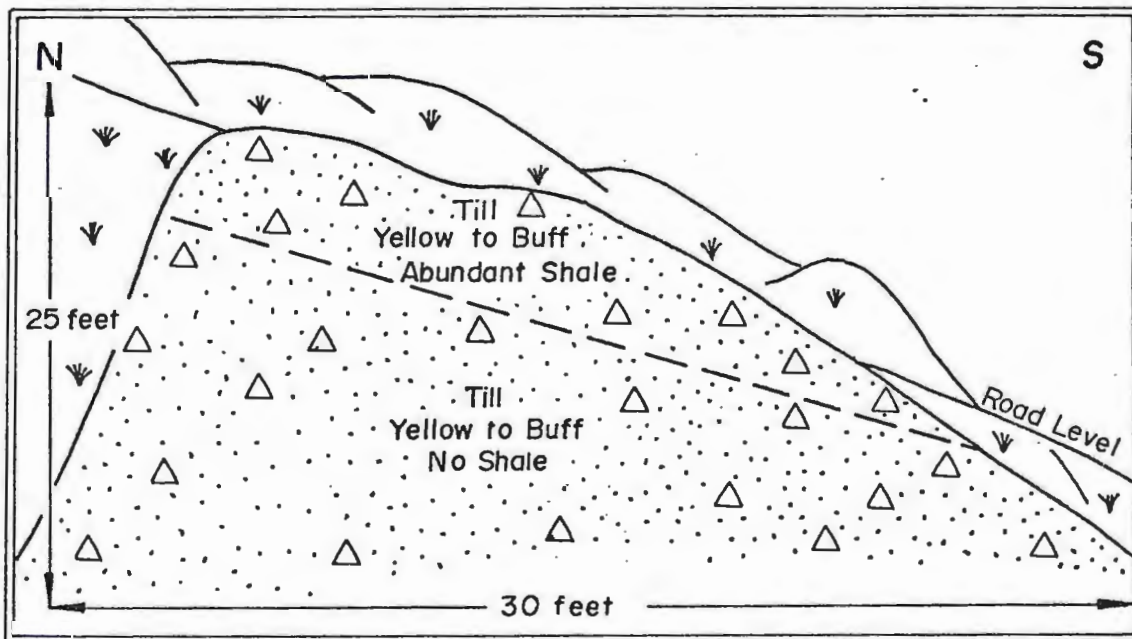 N
S
Till
Yellow to Buff
Abundant Shale
25 feet
Till
Yellow to Buff
No Shale
Road Level
30 feet